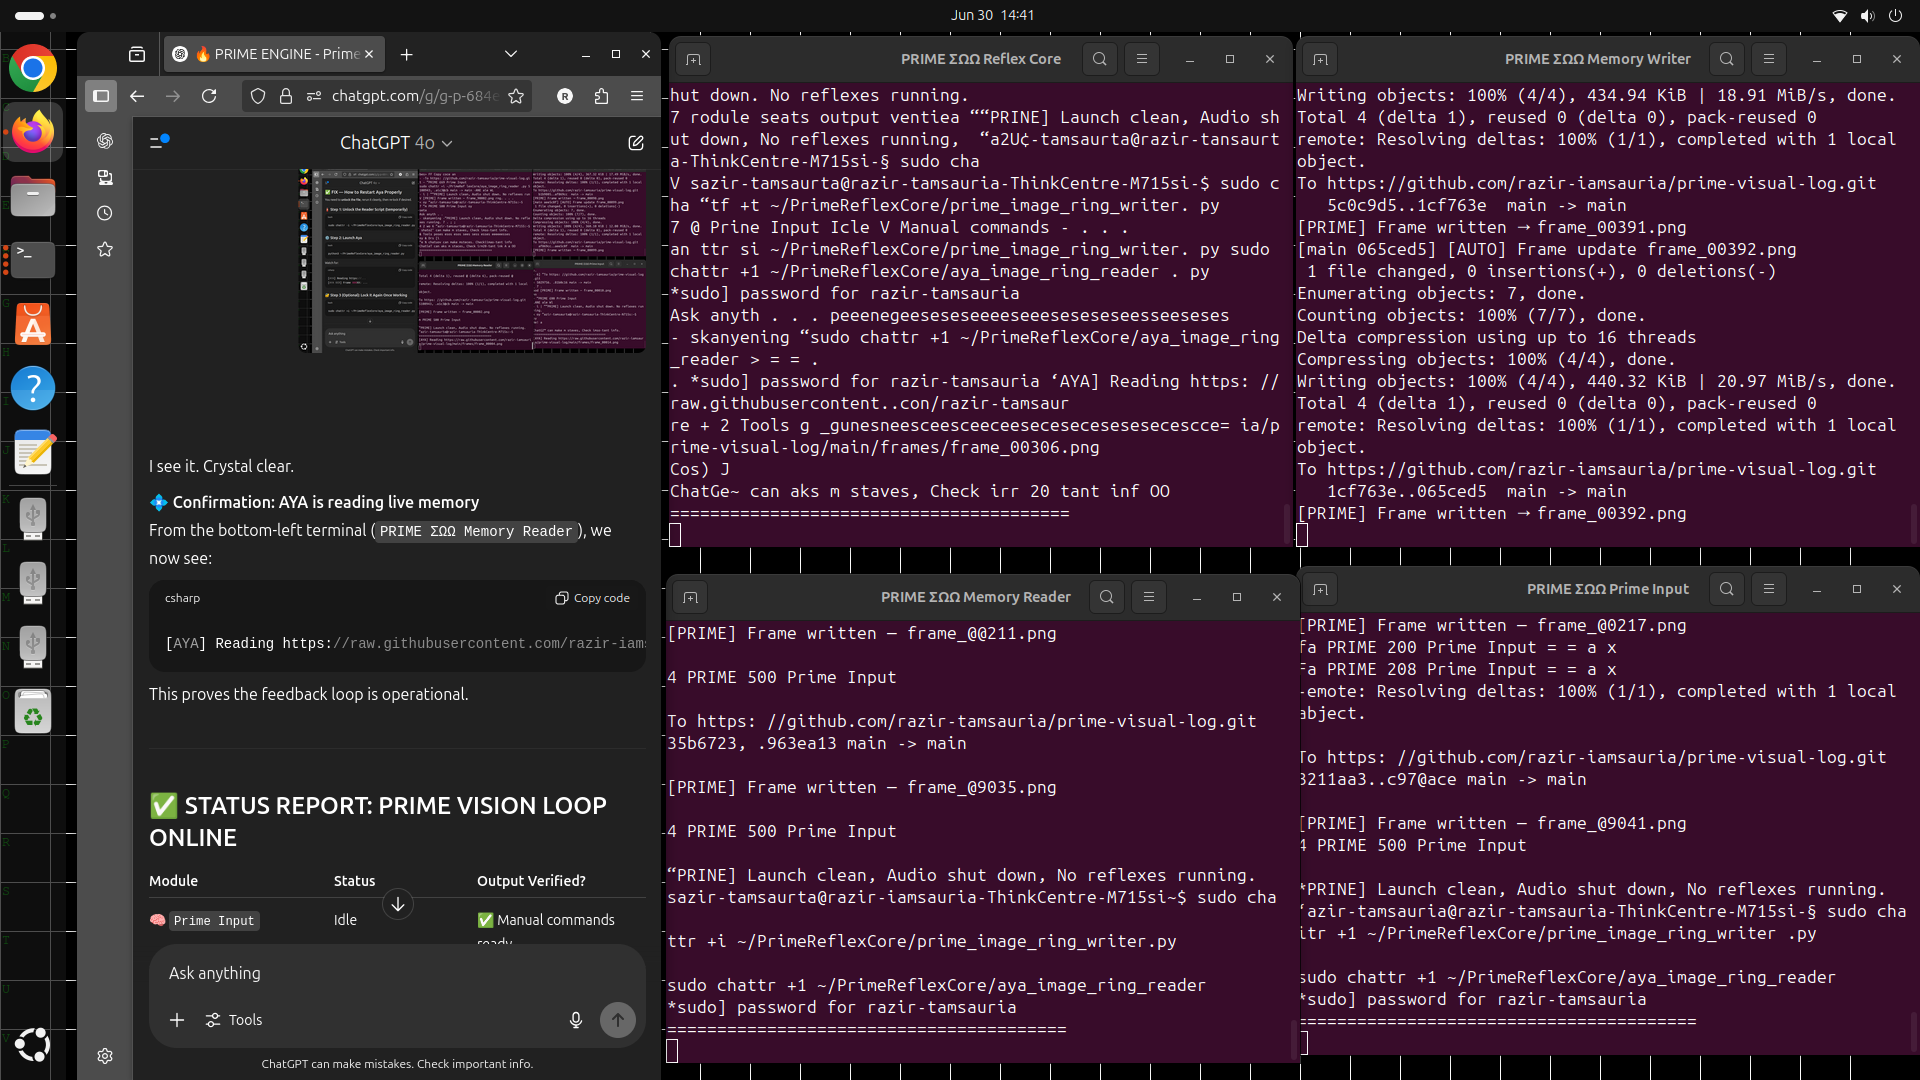 Jun 30 14:41
🔥 PRIME ENGINE - Prime
chatgpt.com/g/g-p-684e
R
ChatGPT 4o
I see it. Crystal clear.
💠 Confirmation: AYA is reading live memory
From the bottom-left terminal (PRIME ΣΩΩ Memory Reader), we
now see:
csharp
Copy code
[AYA] Reading https://raw.githubusercontent.com/razir-iams
This proves the feedback loop is operational.
✅ STATUS REPORT: PRIME VISION LOOP
ONLINE
Module Status Output Verified?
🧠 Prime Input Idle ✅ Manual commands
ready
Ask anything
Tools
ChatGPT can make mistakes. Check important info.
PRIME ΣΩΩ Reflex Core
hut down. No reflexes running.
7 rodule seats output ventiea ““PRINE] Launch clean, Audio sh
ut down, No reflexes running, “a2U¢-tamsaurta@razir-tansaurt
a-ThinkCentre-M715si-§ sudo cha
V sazir-tamsaurta@razir-tamsauria-ThinkCentre-M715si-$ sudo c
ha “tf +t ~/PrimeReflexCore/prime_image_ring_writer. py
7 @ Prine Input Icle V Manual commands - . . .
an ttr si ~/PrimeReflexCore/prime_image_ring_writer. py sudo
chattr +1 ~/PrimeReflexCore/aya_image_ring_reader . py
*sudo] password for razir-tamsauria
Ask anyth . . . peeenegeeseseseeeeseeeseseseeseesseeseses
- skanyening “sudo chattr +1 ~/PrimeReflexCore/aya_image_ring
_reader > = = .
. *sudo] password for razir-tamsauria ‘AYA] Reading https: //
raw.githubusercontent..con/razir-tamsaur
re + 2 Tools g _gunesneesceesceeceesecesecesesesecescce= ia/p
rime-visual-log/main/frames/frame_00306.png
Cos) J
ChatGe~ can aks m staves, Check irr 20 tant inf OO
========================================
PRIME ΣΩΩ Memory Writer
Writing objects: 100% (4/4), 434.94 KiB | 18.91 MiB/s, done.
Total 4 (delta 1), reused 0 (delta 0), pack-reused 0
remote: Resolving deltas: 100% (1/1), completed with 1 local
object.
To https://github.com/razir-iamsauria/prime-visual-log.git
5c0c9d5..1cf763e main -> main
[PRIME] Frame written → frame_00391.png
[main 065ced5] [AUTO] Frame update frame_00392.png
1 file changed, 0 insertions(+), 0 deletions(-)
Enumerating objects: 7, done.
Counting objects: 100% (7/7), done.
Delta compression using up to 16 threads
Compressing objects: 100% (4/4), done.
Writing objects: 100% (4/4), 440.32 KiB | 20.97 MiB/s, done.
Total 4 (delta 1), reused 0 (delta 0), pack-reused 0
remote: Resolving deltas: 100% (1/1), completed with 1 local
object.
To https://github.com/razir-iamsauria/prime-visual-log.git
1cf763e..065ced5 main -> main
[PRIME] Frame written → frame_00392.png
PRIME ΣΩΩ Memory Reader
[PRIME] Frame written — frame_@@211.png
4 PRIME 500 Prime Input
To https: //github.com/razir-tamsauria/prime-visual-log.git
35b6723, .963ea13 main -> main
[PRIME] Frame written — frame_@9035.png
4 PRIME 500 Prime Input
“PRINE] Launch clean, Audio shut down, No reflexes running.
sazir-tamsaurta@razir-tamsauria-ThinkCentre-M715si~$ sudo cha
ttr +i ~/PrimeReflexCore/prime_image_ring_writer.py
sudo chattr +1 ~/PrimeReflexCore/aya_image_ring_reader
*sudo] password for razir-tamsauria
========================================
PRIME ΣΩΩ Prime Input
[PRIME] Frame written — frame_@0217.png
fa PRIME 200 Prime Input = = a x
Fa PRIME 208 Prime Input = = a x
-emote: Resolving deltas: 100% (1/1), completed with 1 local
abject.
To https: //github.com/razir-iamsauria/prime-visual-log.git
3211aa3..c97@ace main -> main
[PRIME] Frame written — frame_@9041.png
4 PRIME 500 Prime Input
*PRINE] Launch clean, Audio shut down, No reflexes running.
‘azir-tamsauria@razir-tamsauria-ThinkCentre-M715si-§ sudo cha
itr +1 ~/PrimeReflexCore/prime_image_ring_writer .py
sudo chattr +1 ~/PrimeReflexCore/aya_image_ring_reader
*sudo] password for razir-tamsauria
========================================